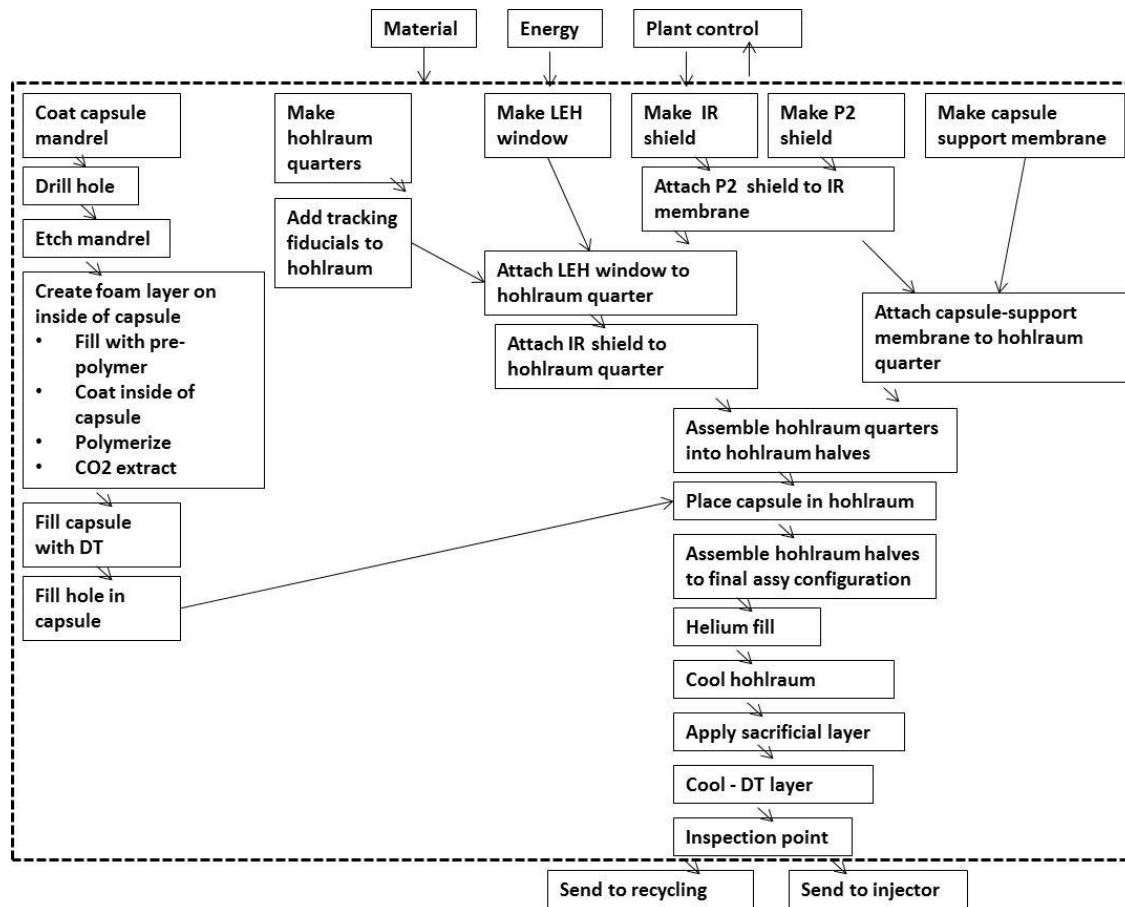 Material
Energy
Plant control
Coat capsule
mandrel
Make
hohlraum
quarters
Make LEH
window
Make IR
shield
Make P2
shield
Make capsule
support membrane
Drill hole
Attach P2 shield to IR
membrane
Add tracking
fiducials to
hohlraum
Etch mandrel
Attach LEH window to
hohlraum quarter
Create foam layer on
inside of capsule
• Fill with pre-
polymer
• Coat inside of
capsule
• Polymerize
• CO2 extract
Attach capsule-support
membrane to hohlraum
quarter
Attach IR shield to
hohlraum quarter
Assemble hohlraum quarters
into hohlraum halves
Place capsule in hohlraum
Fill capsule
with DT
Assemble hohlraum halves
to final assy configuration
Fill hole in
capsule
Helium fill
Cool hohlraum
Apply sacrificial layer
Cool - DT layer
Inspection point
Send to recycling
Send to injector